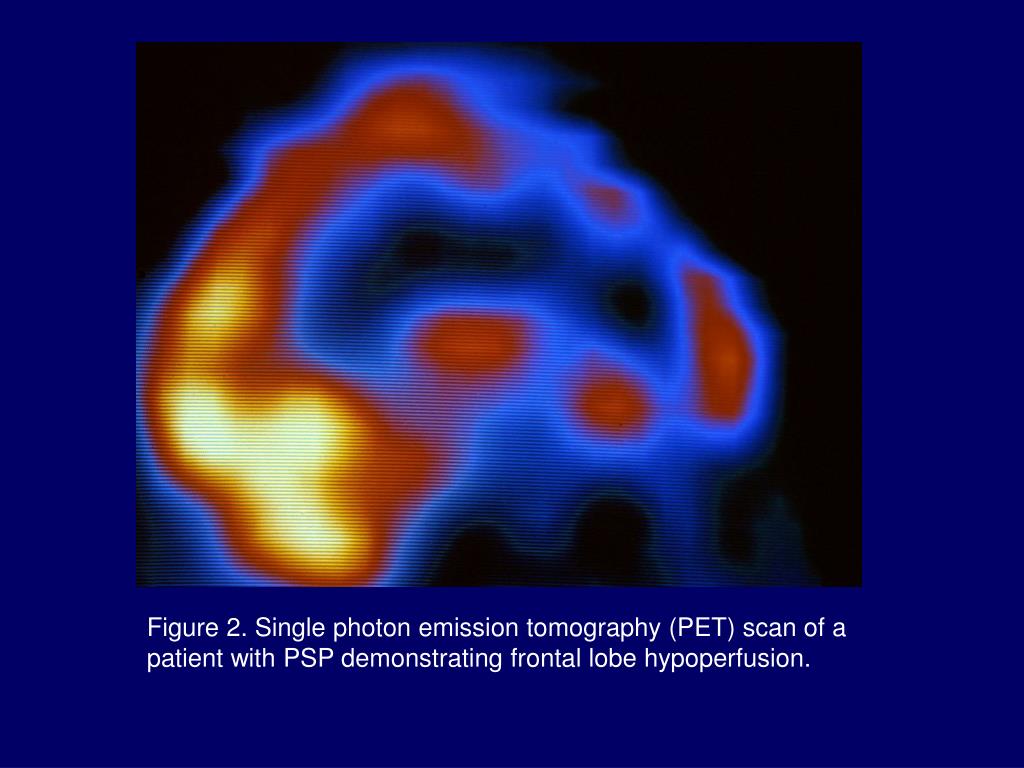 Figure 2. Single photon emission tomography (PET) scan of a
patient with PSP demonstrating frontal lobe hypoperfusion.